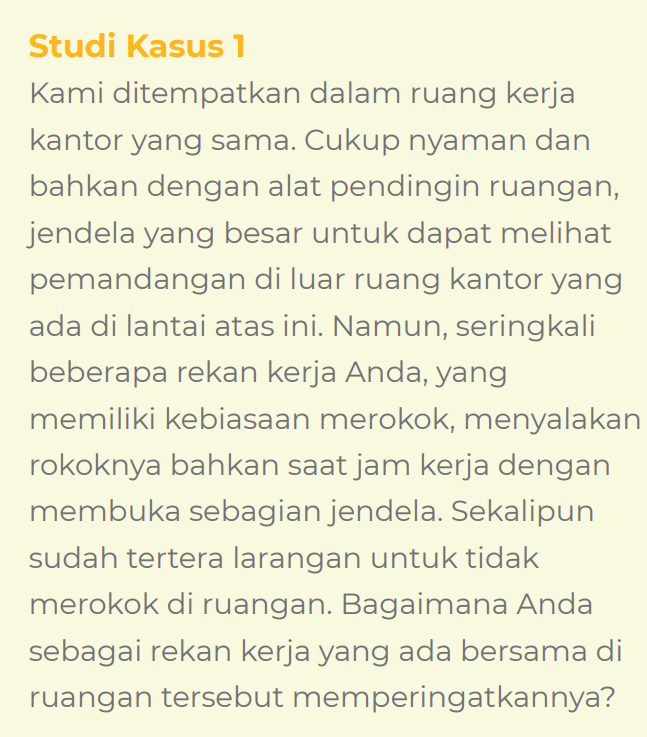 Studi Kasus 1
Kami ditempatkan dalam ruang kerja
kantor yang sama. Cukup nyaman dan
bahkan dengan alat pendingin ruangan,
jendela yang besar untuk dapat melihat
pemandangan di luar ruang kantor yang
ada di lantai atas ini. Namun, seringkali
beberapa rekan kerja Anda, yang
memiliki kebiasaan merokok, menyalakan
rokoknya bahkan saat jam kerja dengan
membuka sebagian jendela. Sekalipun
sudah tertera larangan untuk tidak
merokok di ruangan. Bagaimana Anda
sebagai rekan kerja yang ada bersama di
ruangan tersebut memperingatkannya?